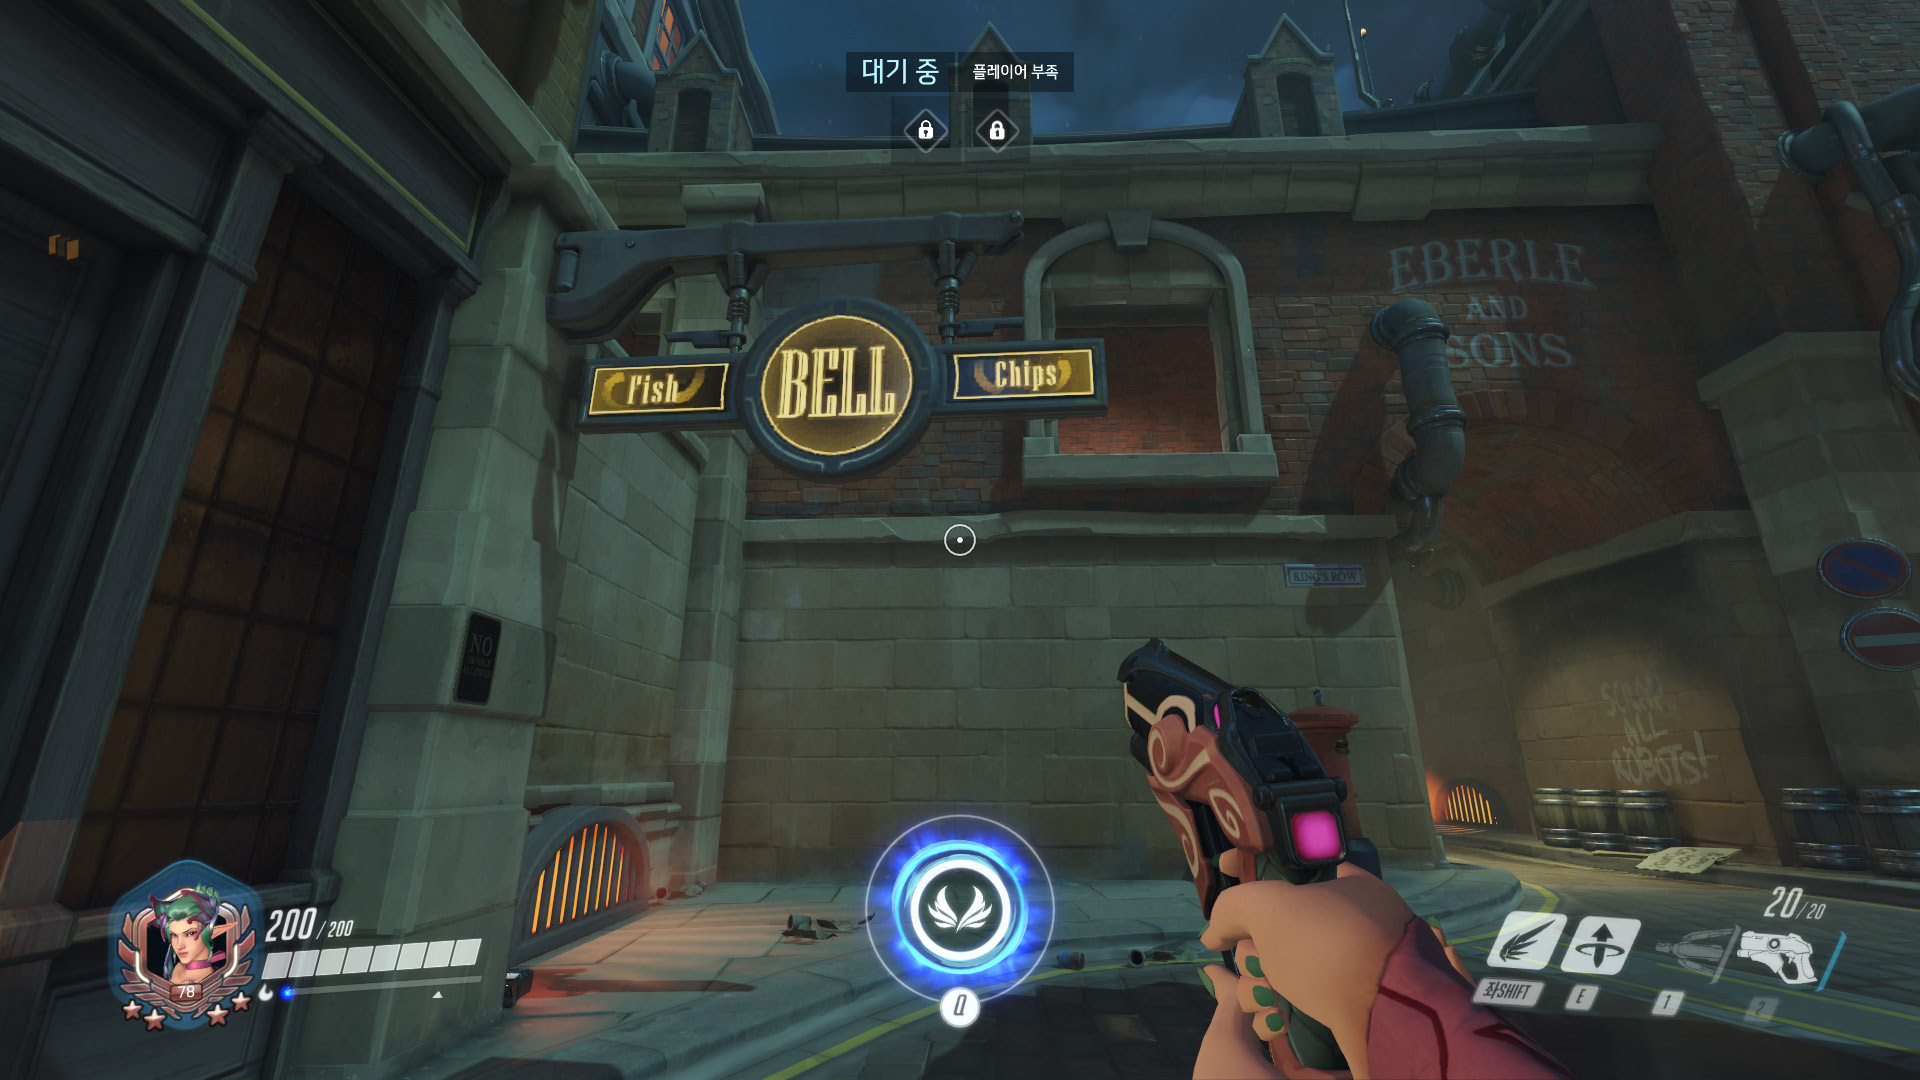 대기 중
플레이어 부족
EBERLE
AND
SONS
Fish
BELL
Chips
KING'S ROW
NO
SCRAP
ALL
ROBOTS!
200/200
78
Q
20/20
좌SHIFT
E
1
2